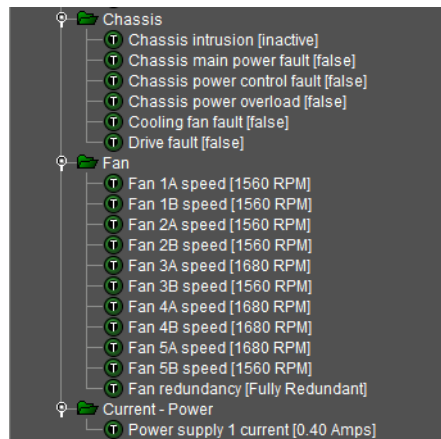 Chassis
Chassis intrusion [inactive]
Chassis main power fault [false]
Chassis power control fault [false]
Chassis power overload [false]
Cooling fan fault [false]
Drive fault [false]
Fan
Fan 1A speed [1560 RPM]
Fan 1B speed [1560 RPM]
Fan 2A speed [1560 RPM]
Fan 2B speed [1560 RPM]
Fan 3A speed [1680 RPM]
Fan 3B speed [1560 RPM]
Fan 4A speed [1680 RPM]
Fan 4B speed [1680 RPM]
Fan 5A speed [1680 RPM]
Fan 5B speed [1560 RPM]
Fan redundancy [Fully Redundant]
Current - Power
Power supply 1 current [0.40 Amps]